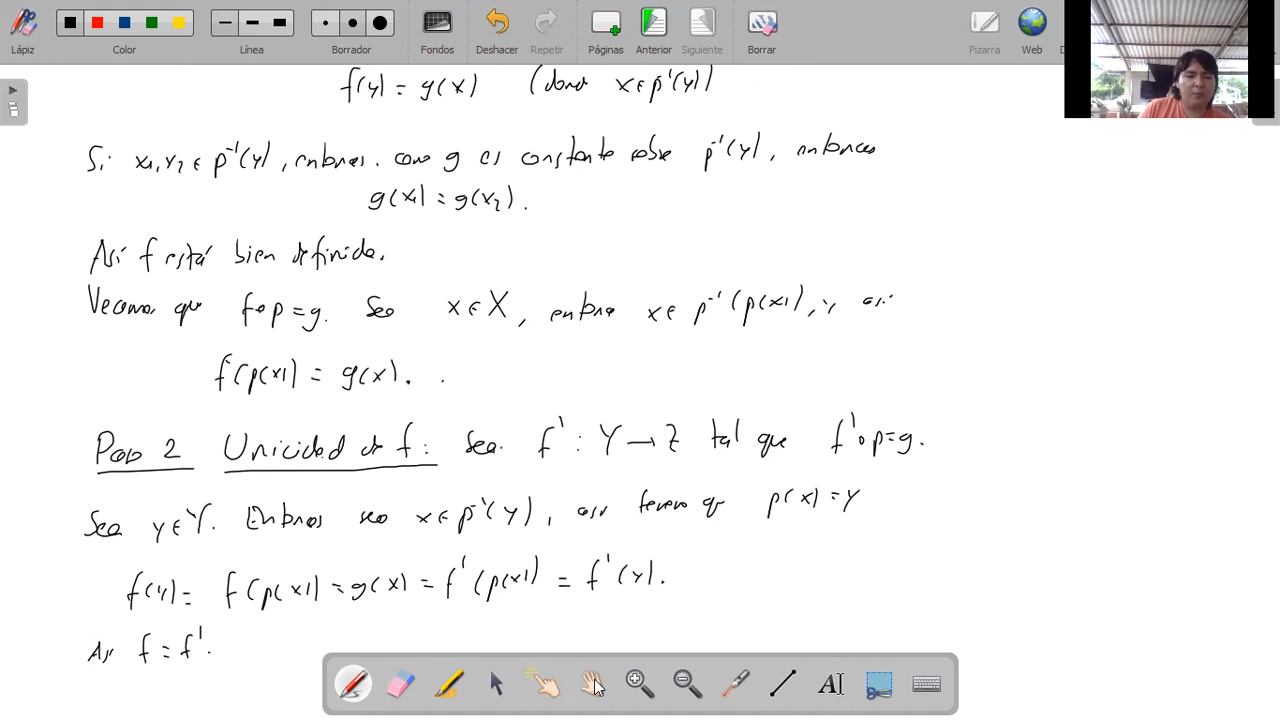 Lápiz Color Línea Borrador Fondos Deshacer Repetir Páginas Anterior Siguiente Borrar Pizarra Web
f(y) = g(x) (donde x∈p⁻¹(y))
Si x₁,x₂ ∈ p⁻¹(y), entonces. como g es constante sobre p⁻¹(y), entonces
g(x₁) = g(x₂).
Así f está bien definida.
Veamos que f∘p = g. Sea x∈X, entonces x∈ p⁻¹(p(x)), y así
f(p(x)) = g(x).
Paso 2 Unicidad de f: Sea f' : Y → Z tal que f'∘p=g.
Sea y∈Y. Entonces sea x∈p⁻¹(y), así tenemos que p(x) = y
f(y) = f(p(x)) = g(x) = f'(p(x)) = f'(y).
Así f = f'.